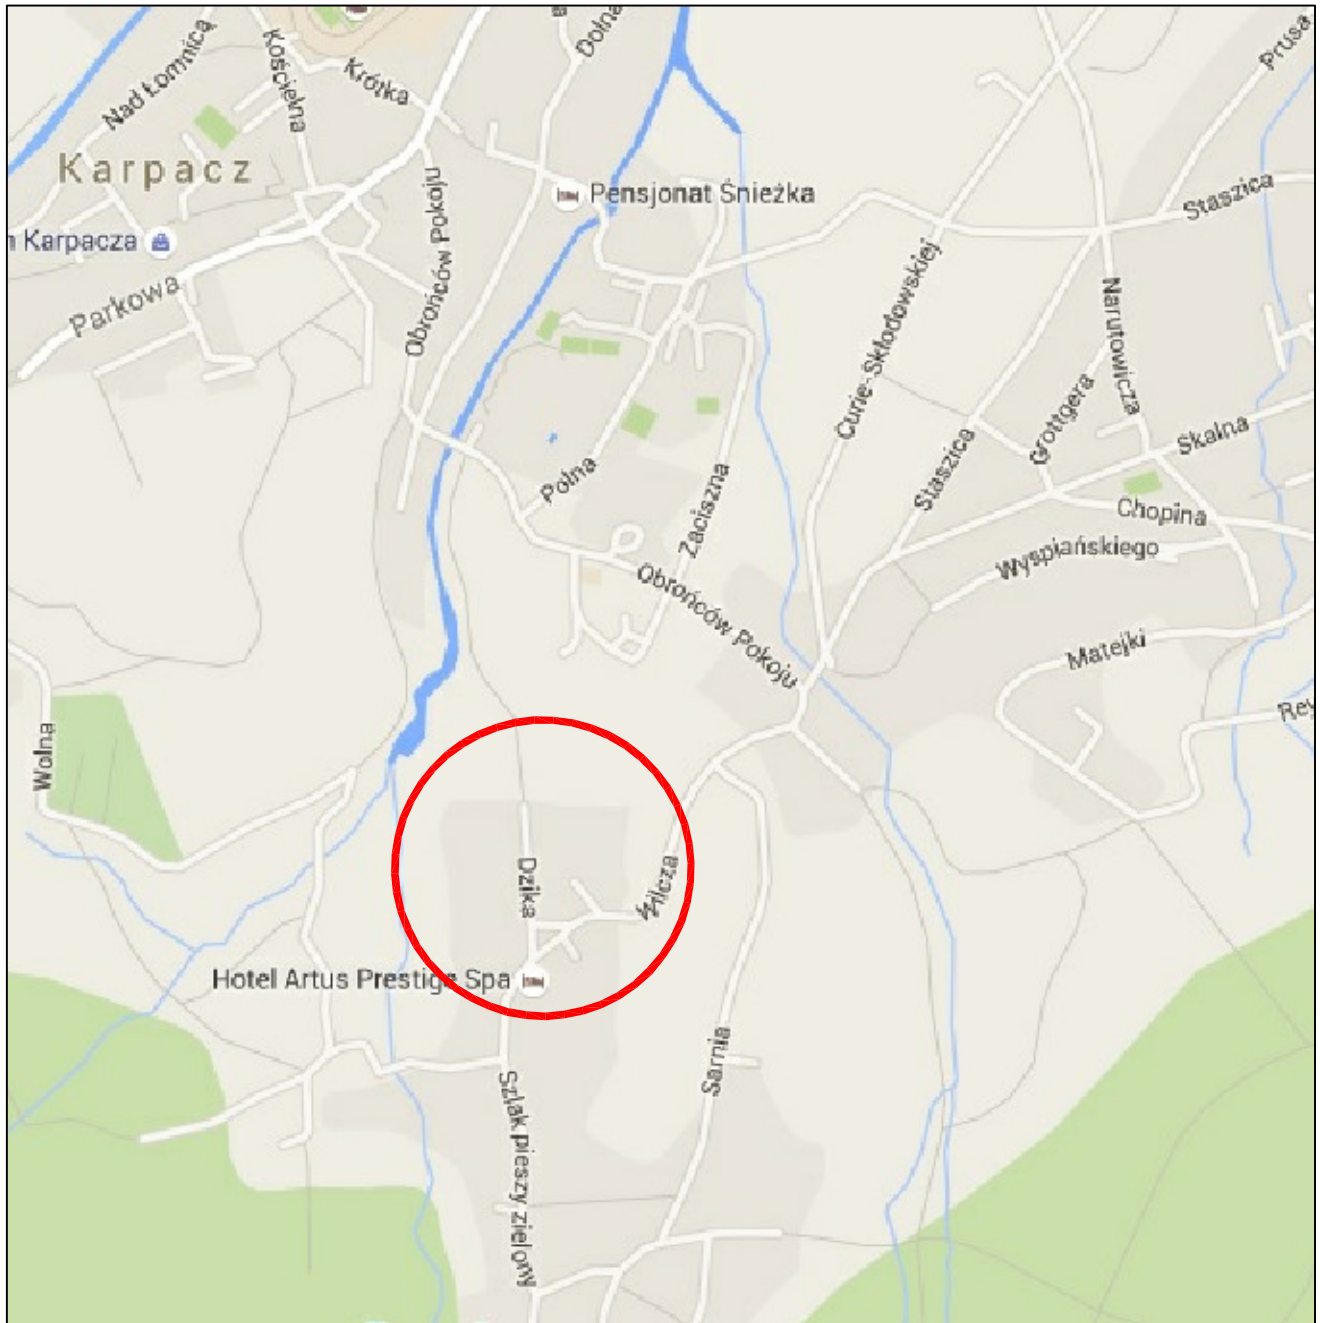 Dolna
Nad Łomnicą
Kościelna
Krótka
Prusa
Karpacz
Pensjonat Śnieżka
Staszica
n Karpacza
Obrońców Pokoju
Parkowa
Curie-Skłodowskiej
Narutowicza
Grottgera
Skalna
Staszica
Polna
Zaciszna
Chopina
Wyspiańskiego
Obrońców Pokoju
Matejki
Rey
Wolna
Dzika
Wilcza
Hotel Artus Prestige Spa
Sarnia
Szlak pieszy zielony